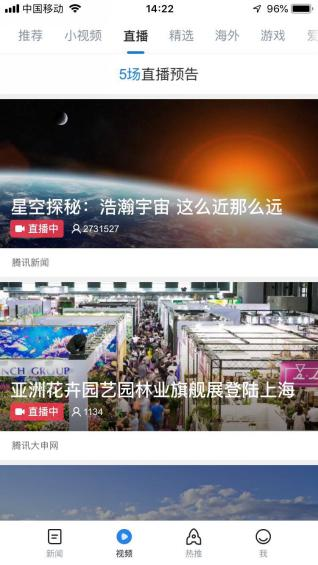 中国移动 14:22 96%
推荐 小视频 直播 精选 海外 游戏
5场直播预告
星空探秘：浩瀚宇宙 这么近那么远
直播中 2731527
腾讯新闻
NCH GROUP
亚洲花卉园艺园林业旗舰展登陆上海
直播中 1134
腾讯大申网
新闻 视频 热推 我